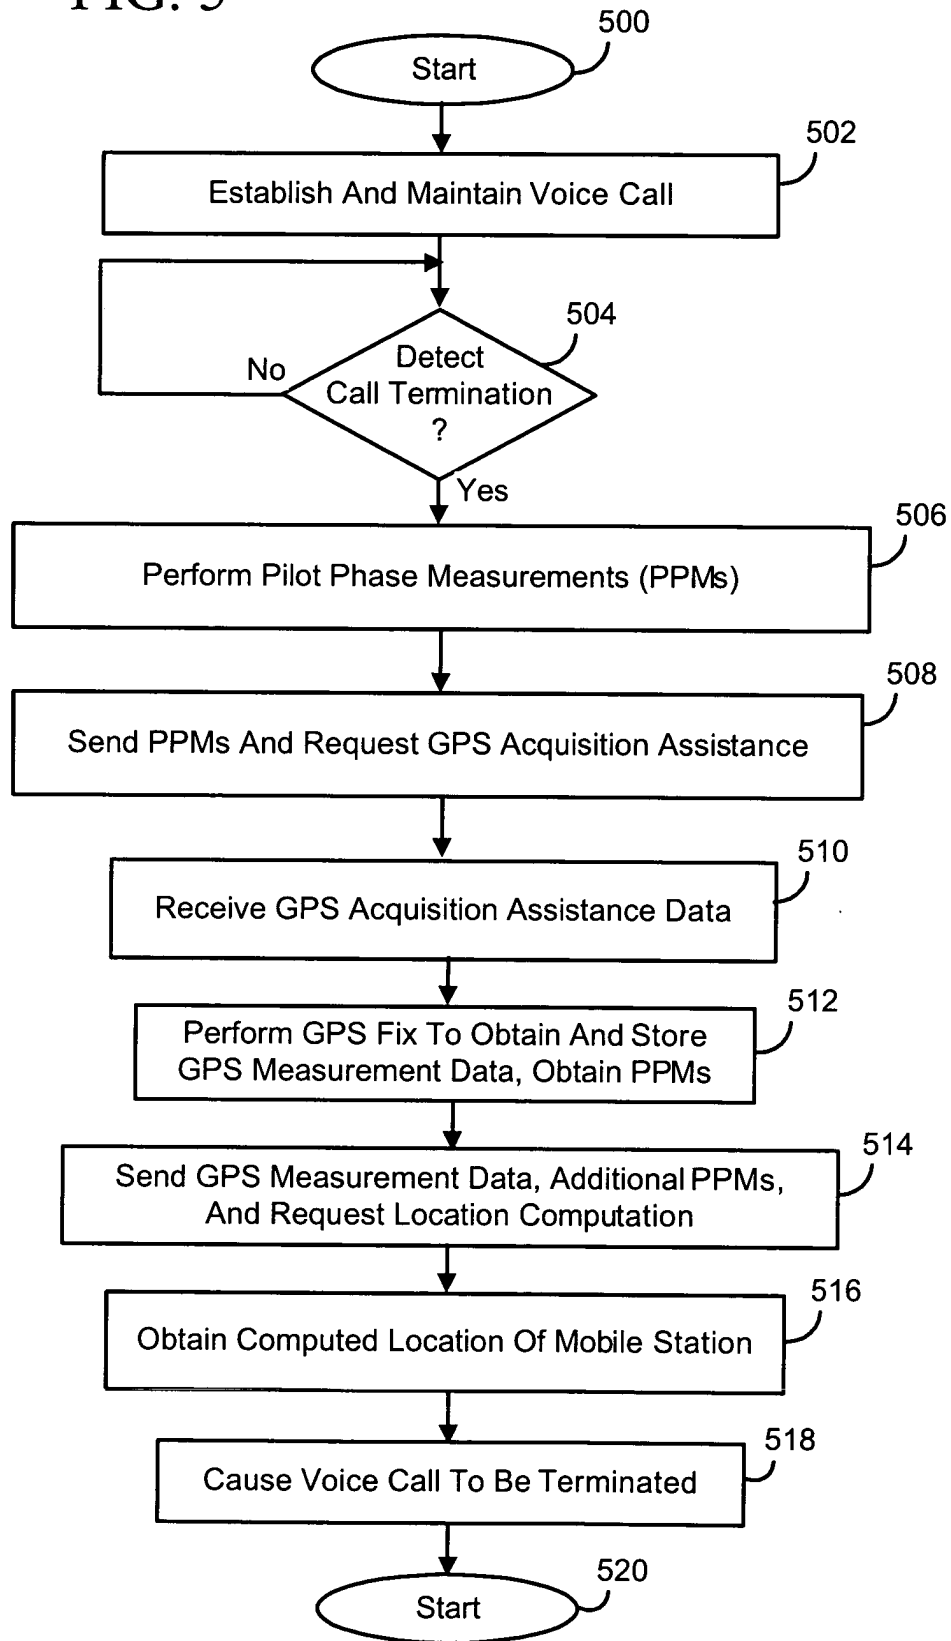 FIG. 5
500
Start
502
Establish And Maintain Voice Call
504
Detect
Call Termination
?
No
Yes
506
Perform Pilot Phase Measurements (PPMs)
508
Send PPMs And Request GPS Acquisition Assistance
510
Receive GPS Acquisition Assistance Data
512
Perform GPS Fix To Obtain And Store
GPS Measurement Data, Obtain PPMs
514
Send GPS Measurement Data, Additional PPMs,
And Request Location Computation
516
Obtain Computed Location Of Mobile Station
518
Cause Voice Call To Be Terminated
520
Start